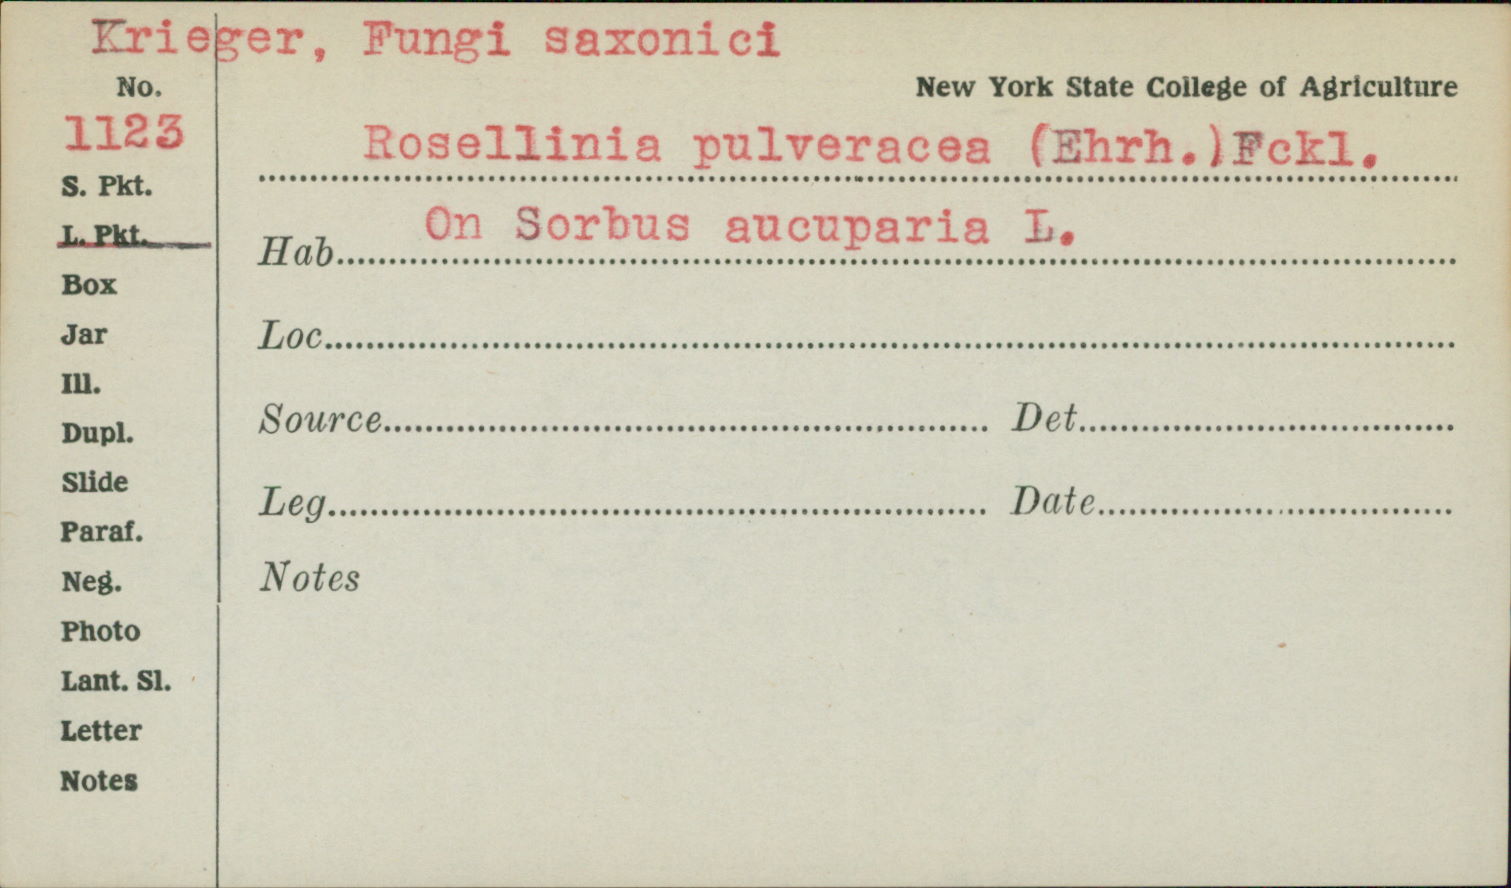 Krieger, Fungi saxonici
No.
New York State College of Agriculture
1123
Rosellinia pulveracea (Ehrh.)Fckl.
S. Pkt.
On Sorbus aucuparia L.
L. Pkt.
Hab.
Box
Loc.
Jar
Ill.
Source
Det.
Dupl.
Slide
Leg.
Date
Paraf.
Neg.
Notes
Photo
Lant. Sl.
Letter
Notes